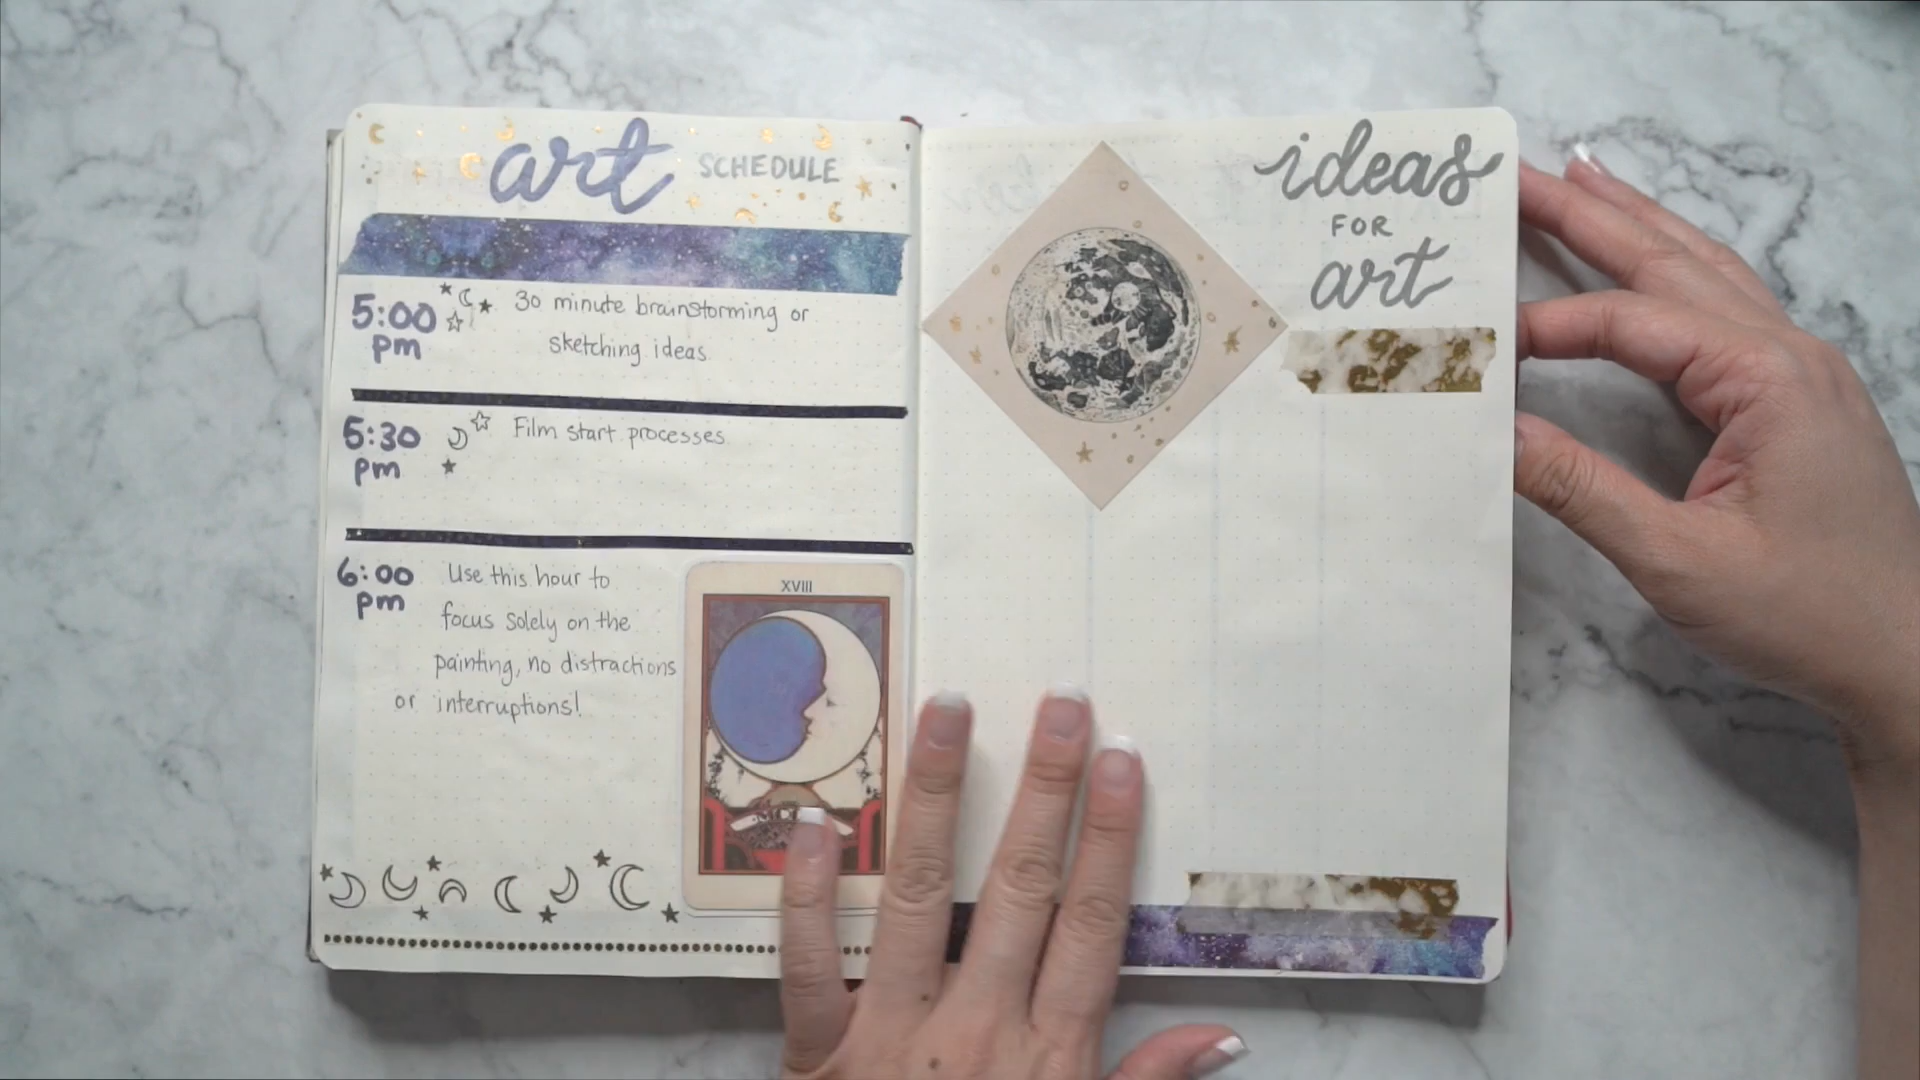 art SCHEDULE
5:00 pm
30 minute brainstorming or
sketching ideas.
5:30 pm
Film start processes.
6:00 pm
Use this hour to
focus solely on the
painting, no distractions
or interruptions!
XVIII
ideas
FOR
art